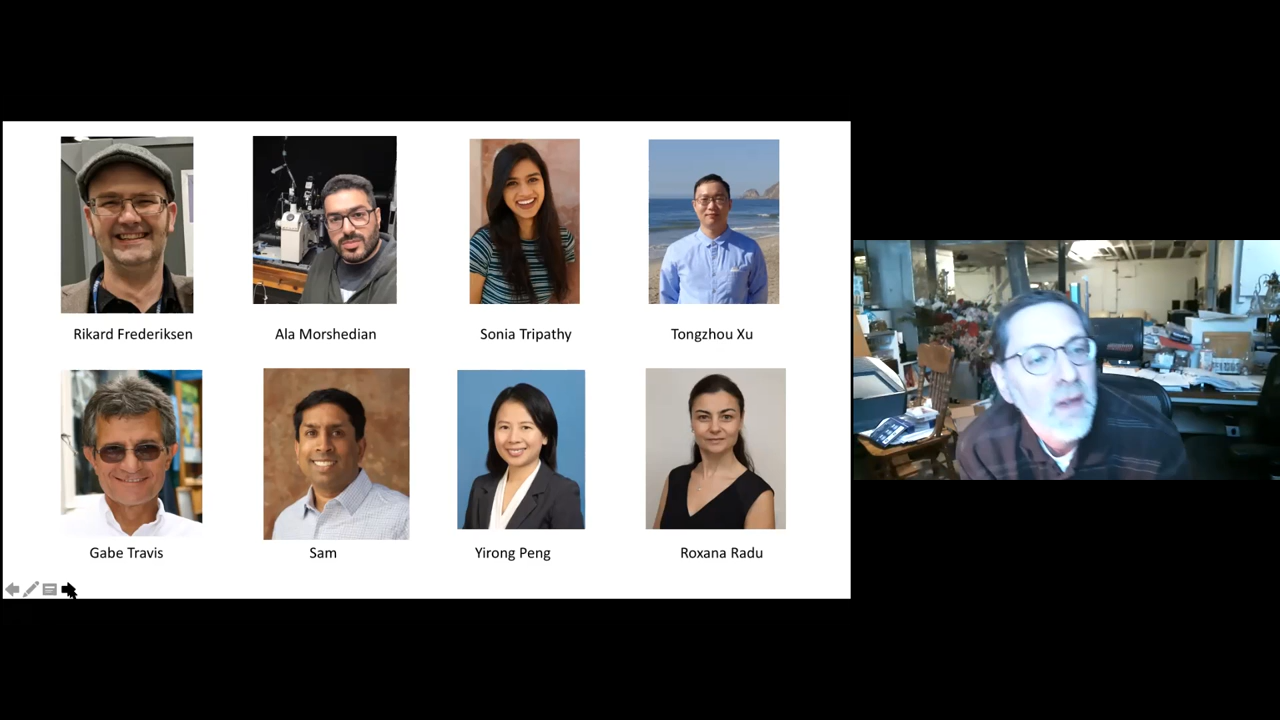 Rikard Frederiksen
Ala Morshedian
Sonia Tripathy
Tongzhou Xu
Gabe Travis
Sam
Yirong Peng
Roxana Radu